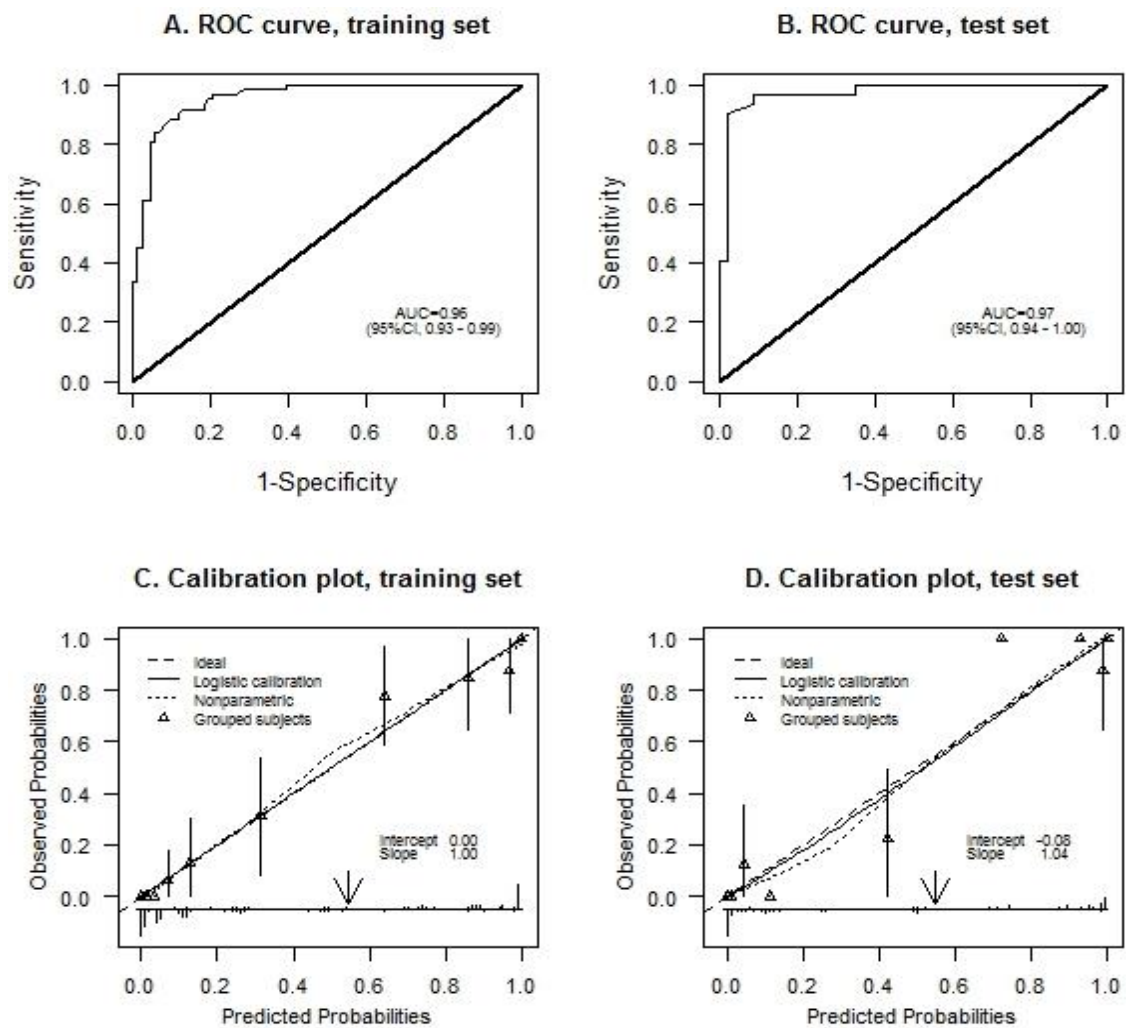 A. ROC curve, training set
1.0
0.8
0.6
0.4
0.2
0.0
Sensitivity
AUC=0.96
(95%CI, 0.93 - 0.99)
0.0 0.2 0.4 0.6 0.8 1.0
1-Specificity
B. ROC curve, test set
1.0
0.8
0.6
0.4
0.2
0.0
Sensitivity
AUC=0.97
(95%CI, 0.94 - 1.00)
0.0 0.2 0.4 0.6 0.8 1.0
1-Specificity
C. Calibration plot, training set
1.0
0.8
0.6
0.4
0.2
0.0
Observed Probabilities
Ideal
Logistic calibration
Nonparametric
Grouped subjects
Intercept 0.00
Slope 1.00
0.0 0.2 0.4 0.6 0.8 1.0
Predicted Probabilities
D. Calibration plot, test set
1.0
0.8
0.6
0.4
0.2
0.0
Observed Probabilities
Ideal
Logistic calibration
Nonparametric
Grouped subjects
Intercept -0.08
Slope 1.04
0.0 0.2 0.4 0.6 0.8 1.0
Predicted Probabilities